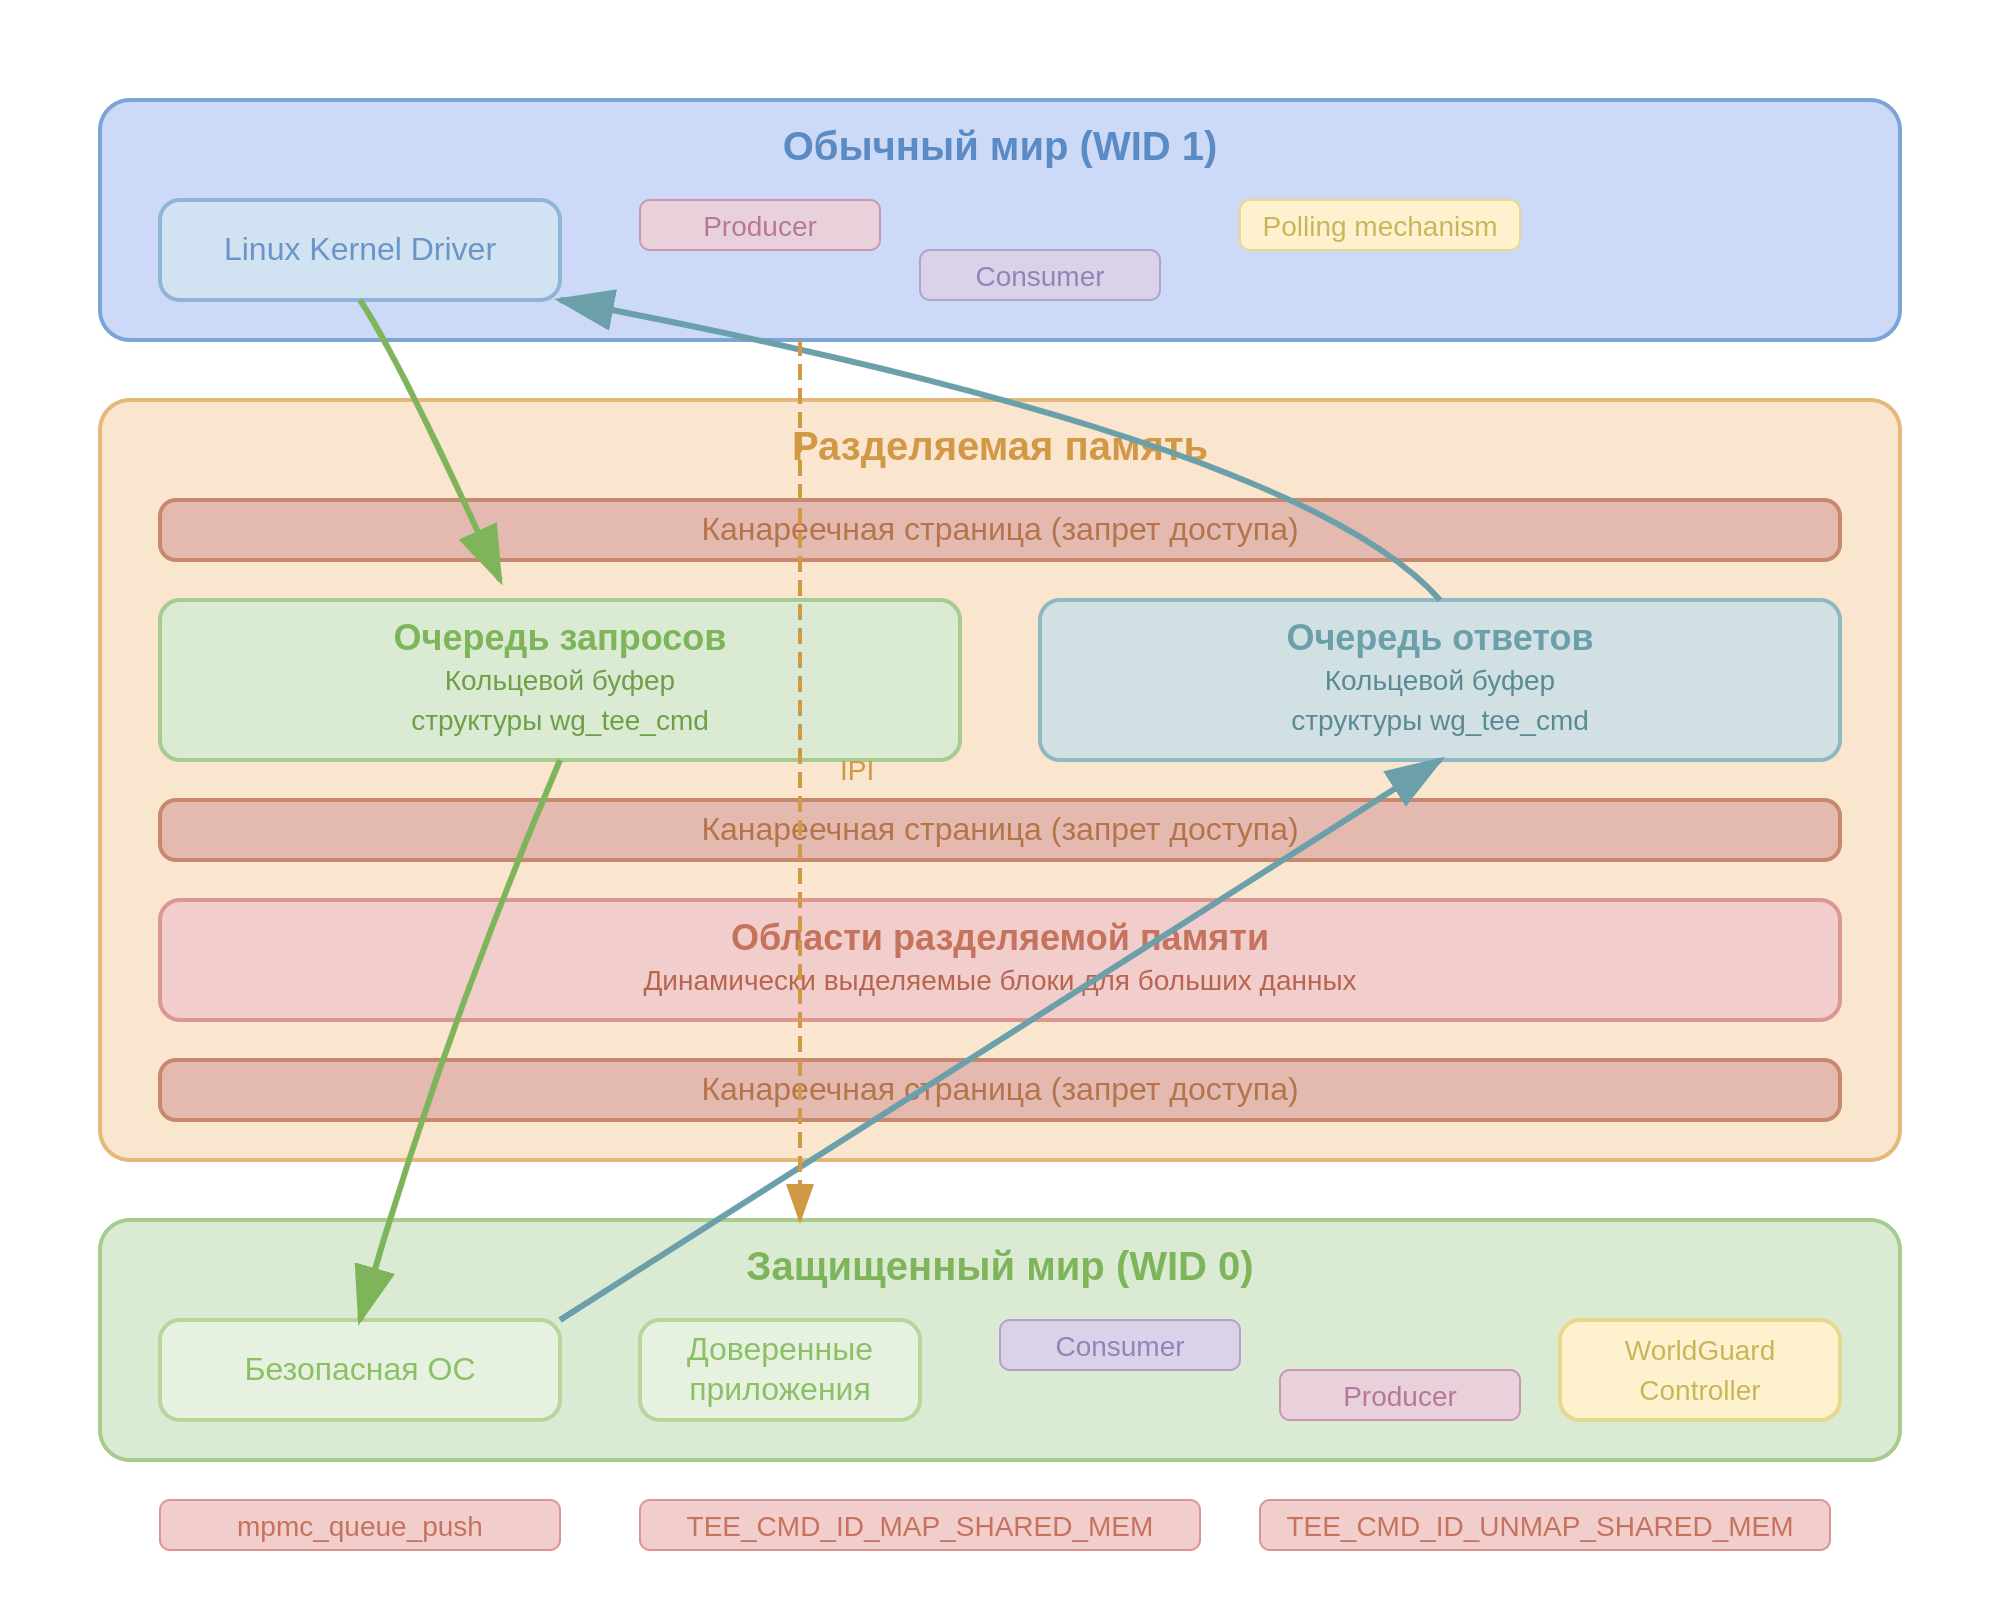 Обычный мир (WID 1)
Linux Kernel Driver
Producer
Consumer
Polling mechanism
Разделяемая память
Канареечная страница (запрет доступа)
Очередь запросов
Кольцевой буфер
структуры wg_tee_cmd
Очередь ответов
Кольцевой буфер
структуры wg_tee_cmd
IPI
Канареечная страница (запрет доступа)
Области разделяемой памяти
Динамически выделяемые блоки для больших данных
Канареечная страница (запрет доступа)
Защищенный мир (WID 0)
Безопасная ОС
Доверенные
приложения
Consumer
Producer
WorldGuard
Controller
mpmc_queue_push
TEE_CMD_ID_MAP_SHARED_MEM
TEE_CMD_ID_UNMAP_SHARED_MEM